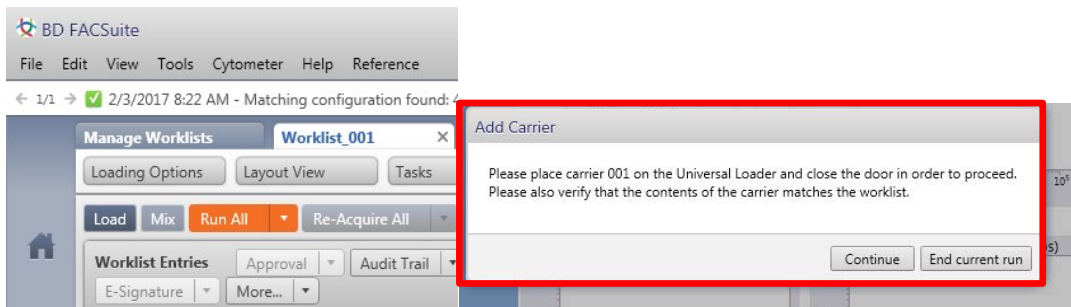 BD FACSuite
File Edit View Tools Cytometer Help Reference
← 1/1 → 2/3/2017 8:22 AM - Matching configuration found:
Manage Worklists Worklist_001 ×
Loading Options Layout View Tasks
Load Mix Run All Re-Acquire All
Worklist Entries Approval Audit Trail
E-Signature More...
Add Carrier
Please place carrier 001 on the Universal Loader and close the door in order to proceed.
Please also verify that the contents of the carrier matches the worklist.
Continue End current run
10⁵
s)